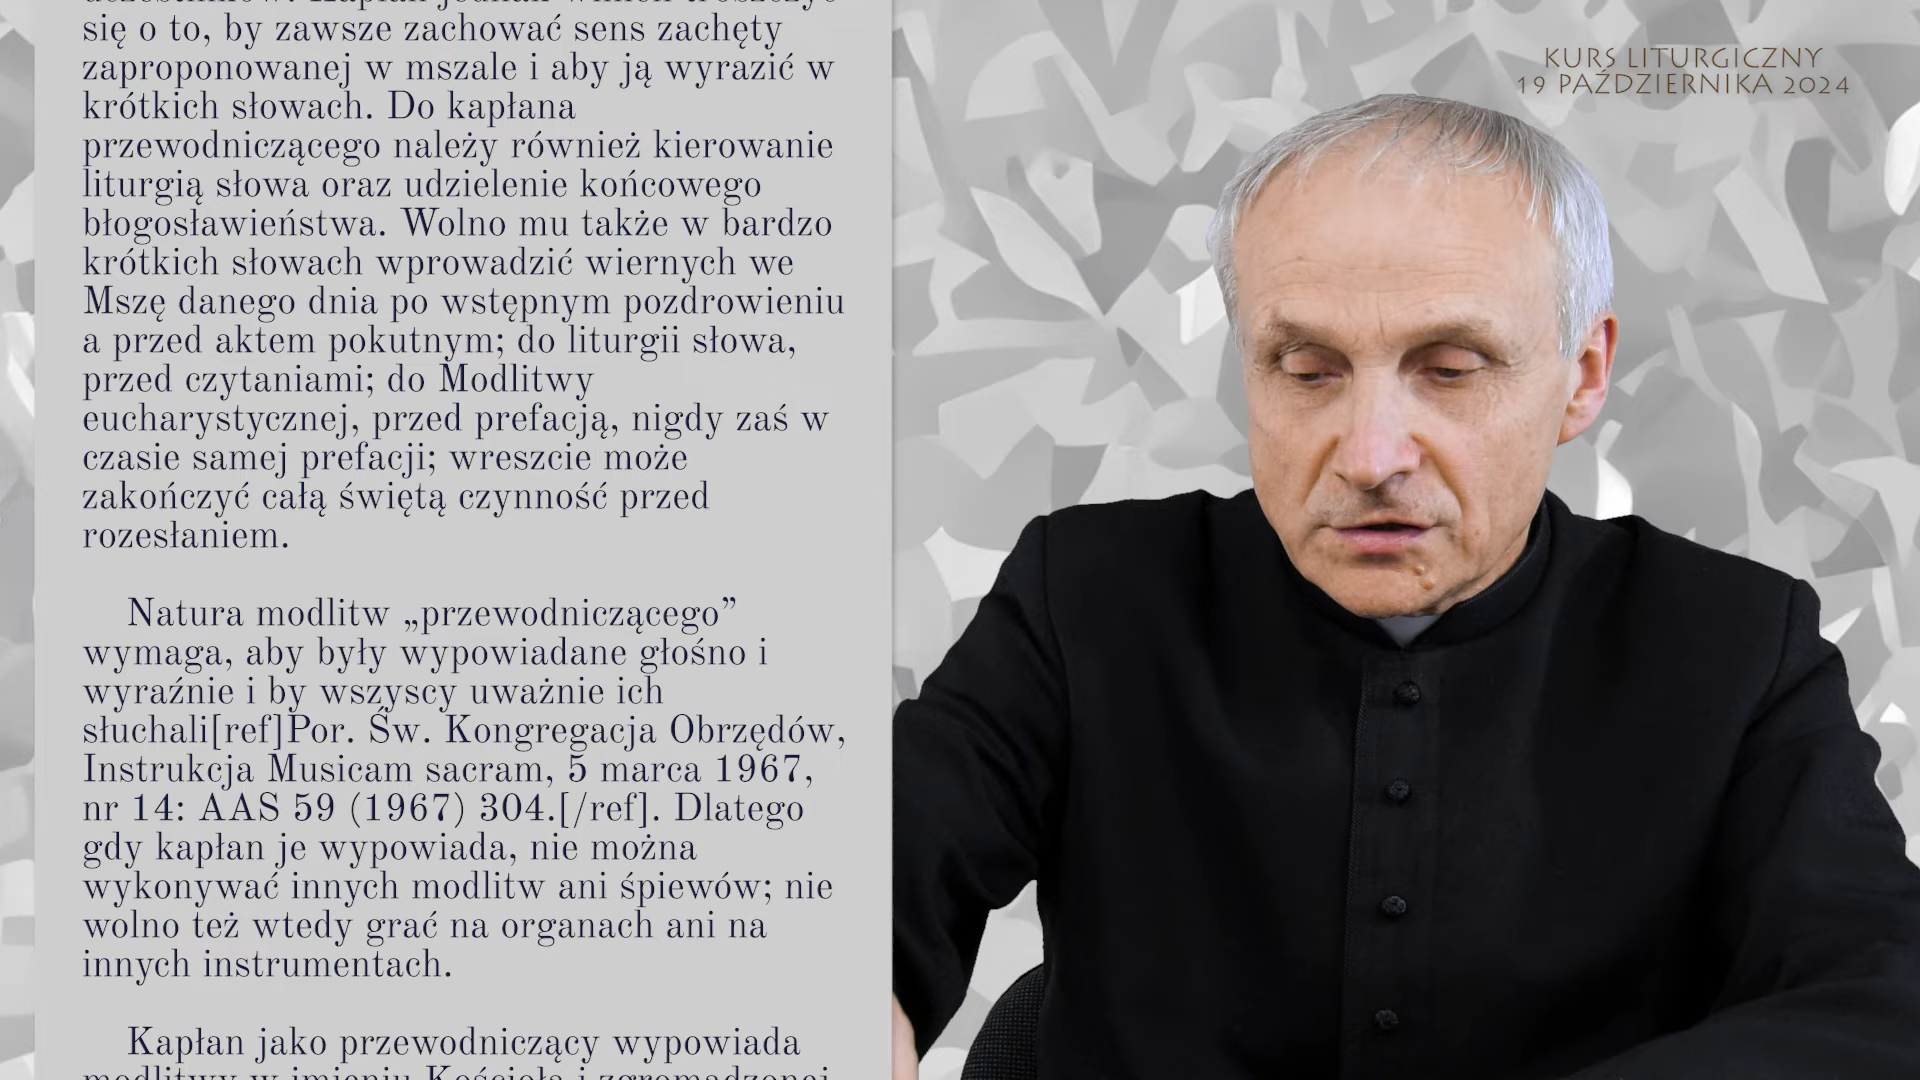 się o to, by zawsze zachować sens zachęty
zaproponowanej w mszale i aby ją wyrazić w
krótkich słowach. Do kapłana
przewodniczącego należy również kierowanie
liturgią słowa oraz udzielenie końcowego
błogosławieństwa. Wolno mu także w bardzo
krótkich słowach wprowadzić wiernych we
Mszę danego dnia po wstępnym pozdrowieniu
a przed aktem pokutnym; do liturgii słowa,
przed czytaniami; do Modlitwy
eucharystycznej, przed prefacją, nigdy zaś w
czasie samej prefacji; wreszcie może
zakończyć całą świętą czynność przed
rozesłaniem.
Natura modlitw „przewodniczącego”
wymaga, aby były wypowiadane głośno i
wyraźnie i by wszyscy uważnie ich
słuchali[ref]Por. Św. Kongregacja Obrzędów,
Instrukcja Musicam sacram, 5 marca 1967,
nr 14: AAS 59 (1967) 304.[/ref]. Dlatego
gdy kapłan je wypowiada, nie można
wykonywać innych modlitw ani śpiewów; nie
wolno też wtedy grać na organach ani na
innych instrumentach.
Kapłan jako przewodniczący wypowiada
modlitwy w imieniu Kościoła i zgromadzonej
KURS LITURGICZNY
19 PAŹDZIERNIKA 2024